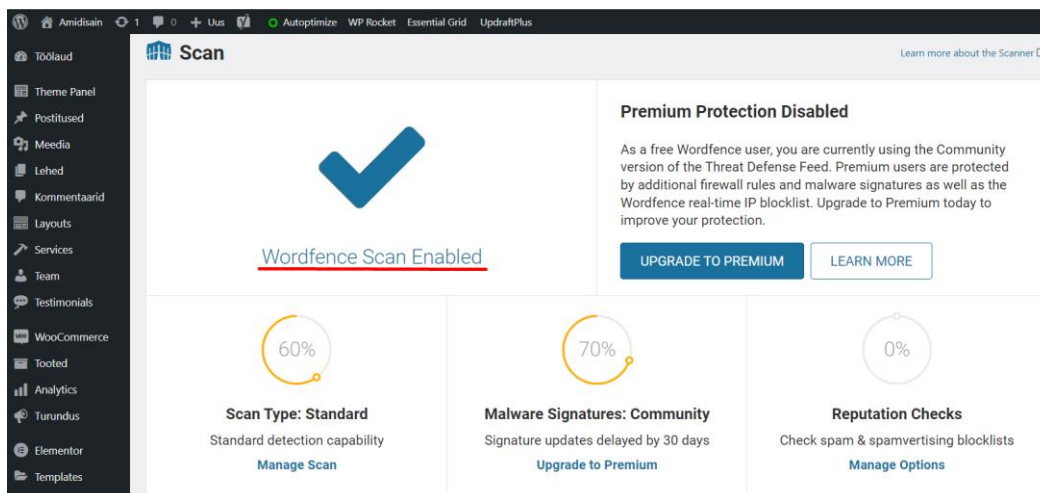 Amidisain 1 0 Uus Autoptimize WP Rocket Essential Grid UpdraftPlus
Töölaud
Theme Panel
Postitused
Meedia
Lehed
Kommentaarid
Layouts
Services
Team
Testimonials
WooCommerce
Tooted
Analytics
Turundus
Elementor
Templates
Scan
Learn more about the Scanner
Wordfence Scan Enabled
Premium Protection Disabled
As a free Wordfence user, you are currently using the Community
version of the Threat Defense Feed. Premium users are protected
by additional firewall rules and malware signatures as well as the
Wordfence real-time IP blocklist. Upgrade to Premium today to
improve your protection.
UPGRADE TO PREMIUM
LEARN MORE
60%
Scan Type: Standard
Standard detection capability
Manage Scan
70%
Malware Signatures: Community
Signature updates delayed by 30 days
Upgrade to Premium
0%
Reputation Checks
Check spam & spamvertising blocklists
Manage Options